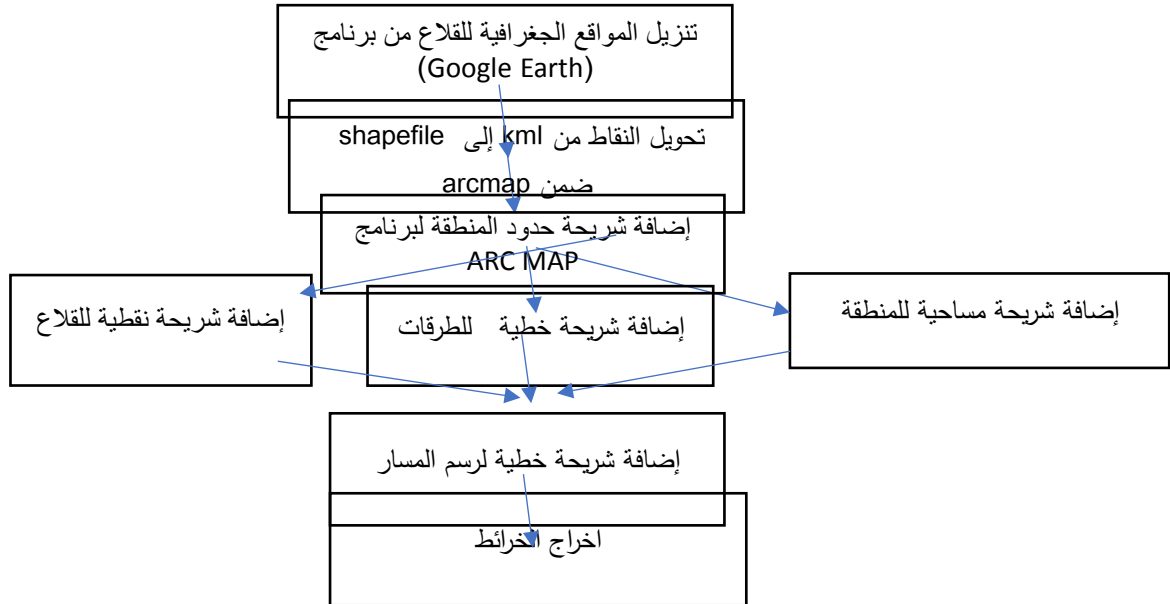 تنزيل المواقع الجغرافية للقلاع من برنامج
(Google Earth)
تحويل النقاط من kml إلى shapefile
ضمن arcmap
إضافة شريحة حدود المنطقة لبرنامج
ARC MAP
إضافة شريحة مساحية للمنطقة
إضافة شريحة خطية للطرقات
إضافة شريحة نقطية للقلاع
إضافة شريحة خطية لرسم المسار
اخراج الخرائط